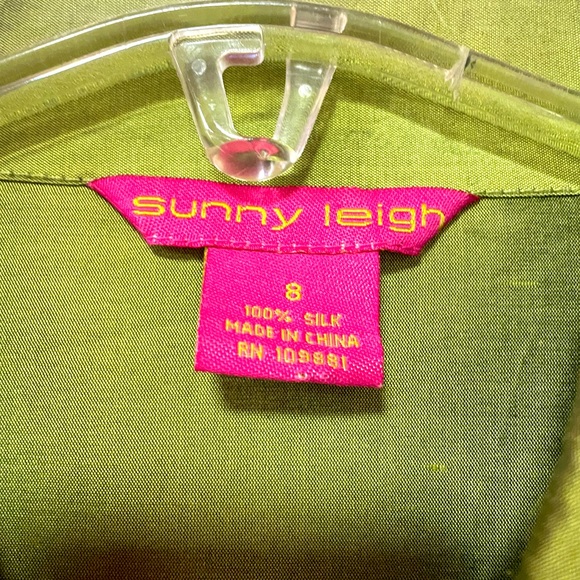 sunny leigh
8
100% SILK
MADE IN CHINA
RN 109881